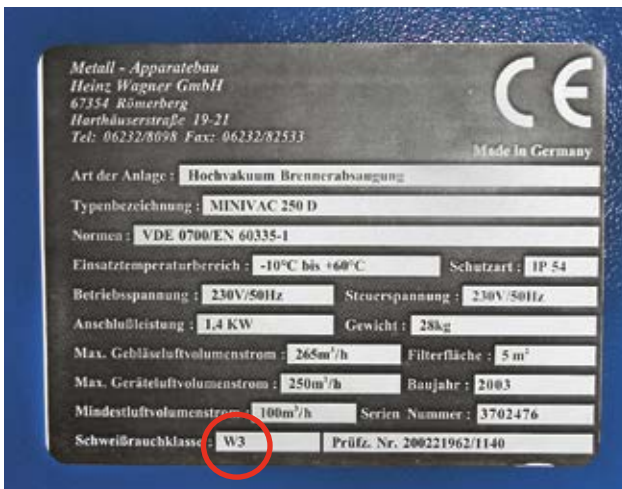 Metall - Apparatebau
Heinz Wagner GmbH
67354 Römerberg
Harthäuserstraße 19-21
Tel: 06232/8098 Fax: 06232/82533
CE
Made in Germany
Art der Anlage : Hochvakuum Brennerabsaugung
Typenbezeichnung : MINIVAC 250 D
Normen : VDE 0700/EN 60335-1
Einsatztemperaturbereich : -10°C bis +60°C Schutzart : IP 54
Betriebsspannung : 230V/50Hz Steuerspannung : 230V/50Hz
Anschlußleistung : 1,4 KW Gewicht : 28kg
Max. Gebläseluftvolumenstrom : 265m³/h Filterfläche : 5 m²
Max. Geräteluftvolumenstrom : 250m³/h Baujahr : 2003
Mindestluftvolumenstrom : 100m³/h Serien Nummer : 3702476
Schweißrauchklasse : W3 Prüfz. Nr. 200221962/1140